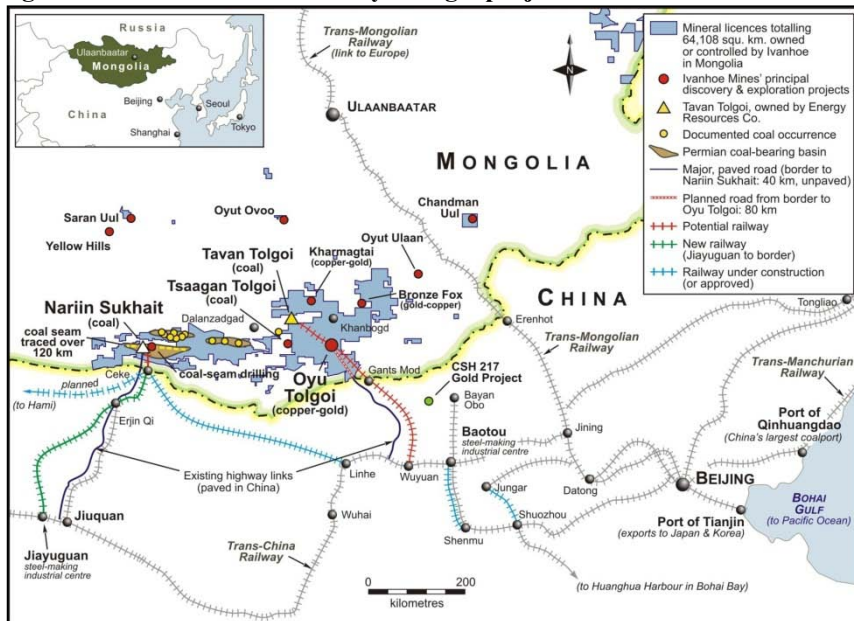 Russia
Ulaanbaatar
Mongolia
China
Beijing
Seoul
Shanghai
Tokyo
Trans-Mongolian
Railway
(link to Europe)
ULAANBAATAR
N
MONGOLIA
CHINA
Mineral licences totalling
64,108 squ. km. owned
or controlled by Ivanhoe
in Mongolia
Ivanhoe Mines' principal
discovery & exploration projects
Tavan Tolgoi, owned by Energy
Resources Co.
Documented coal occurrence
Permian coal-bearing basin
Major, paved road (border to
Nariin Sukhait: 40 km, unpaved)
Planned road from border to
Oyu Tolgoi: 80 km
Potential railway
New railway
(Jiayuguan to border)
Railway under construction
(or approved)
Saran Uul
Yellow Hills
Oyut Ovoo
Chandman
Uul
Tavan Tolgoi
(coal)
Kharmagtai
(copper-gold)
Oyut Ulaan
Tsaagan Tolgoi
(coal)
Bronze Fox
(gold-copper)
Nariin Sukhait
(coal)
Dalanzadgad
Khanbogd
coal seam
traced over
120 km
coal-seam drilling
Oyu
Tolgoi
(copper-gold)
Gants Mod
CSH 217
Gold Project
Erenhot
Trans-Mongolian
Railway
Tongliao
Trans-Manchurian
Railway
Ceke
planned
(to Hami)
Erjin Qi
Bayan
Obo
Baotou
steel-making
industrial centre
Port of
Qinhuangdao
(China's largest coalport)
Existing highway links
(paved in China)
Linhe
Wuyuan
Jining
Jungar
Datong
BEIJING
BOHAI
GULF
(to Pacific Ocean)
Wuhai
Shuozhou
Port of Tianjin
(exports to Japan & Korea)
Jiuquan
Jiayuguan
steel-making
industrial centre
Shenmu
Trans-China
Railway
0 200
kilometres
(to Huanghua Harbour in Bohai Bay)